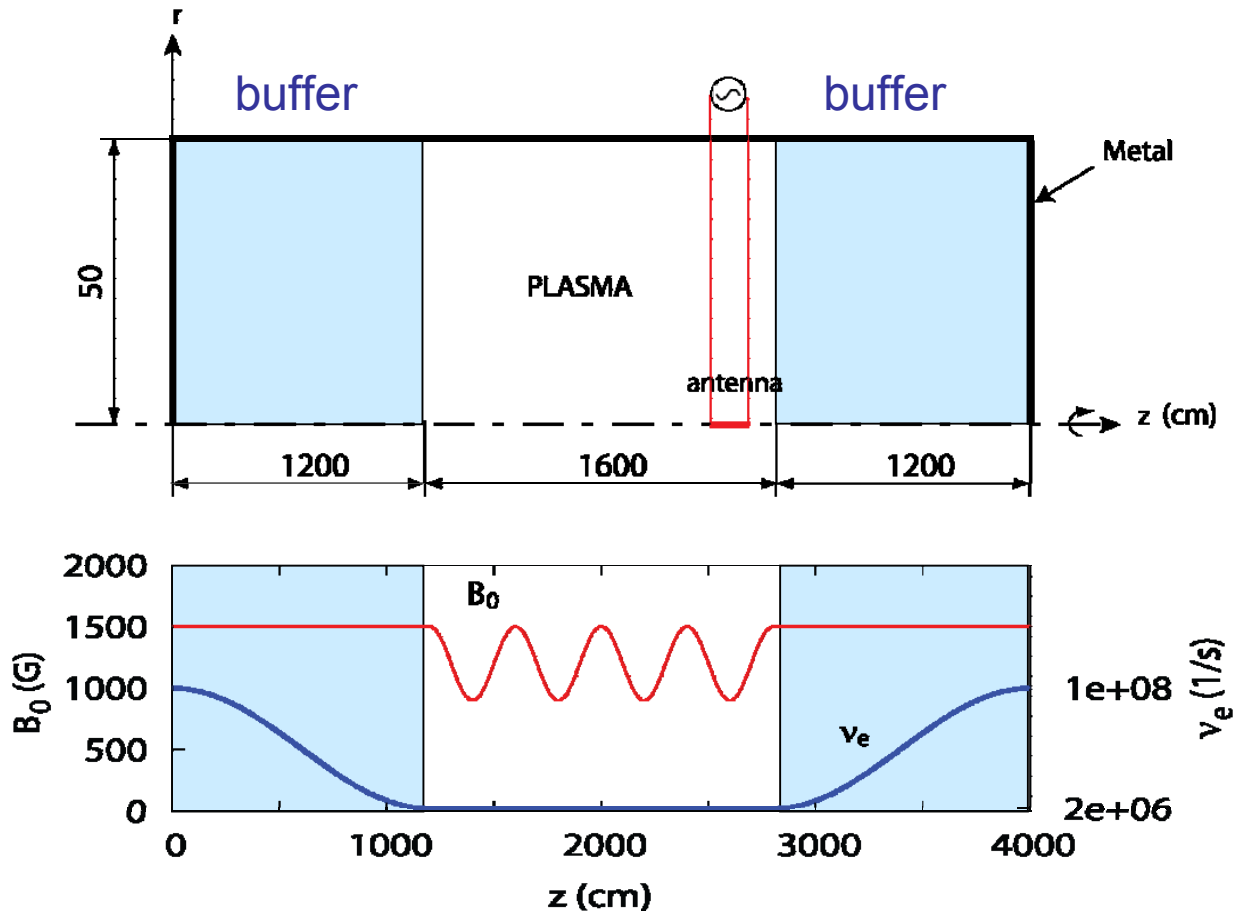 r
buffer
buffer
Metal
50
PLASMA
antenna
z (cm)
1200
1600
1200
2000
1500
1000
500
0
B₀ (G)
B₀
νₑ
1e+08
2e+06
νₑ (1/s)
0
1000
2000
3000
4000
z (cm)